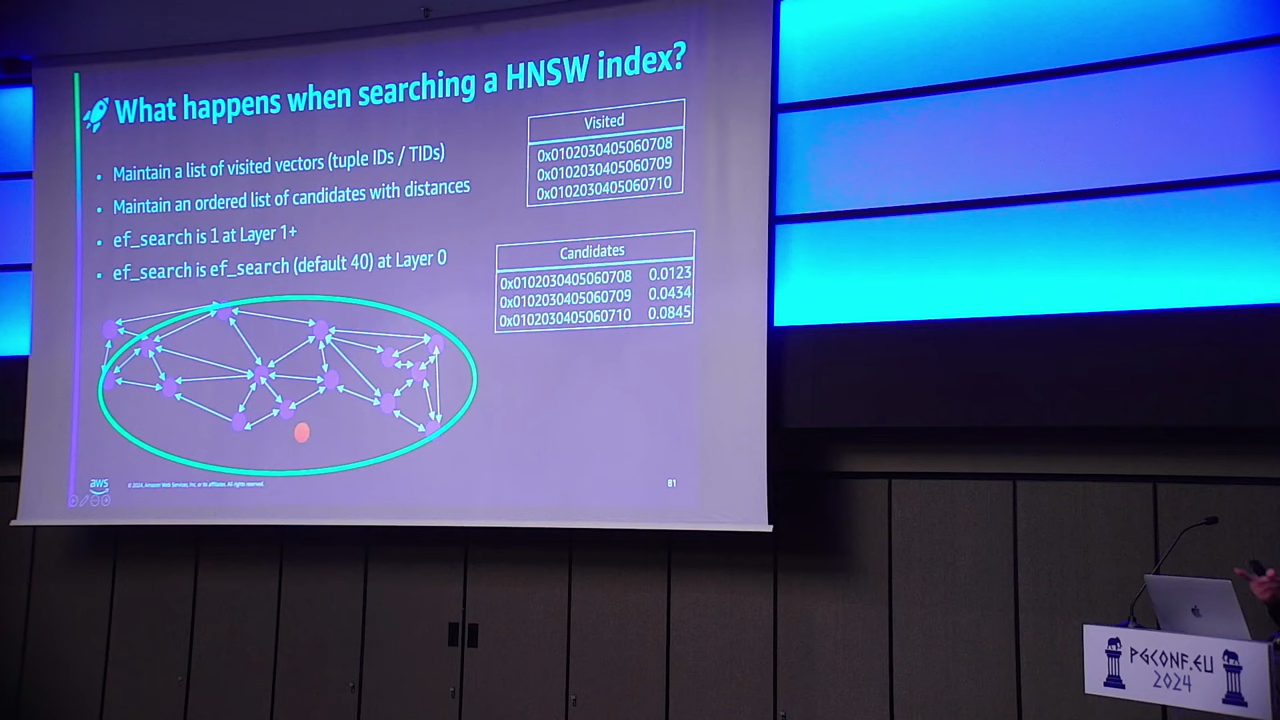 What happens when searching a HNSW index?
• Maintain a list of visited vectors (tuple IDs / TIDs)
• Maintain an ordered list of candidates with distances
• ef_search is 1 at Layer 1+
• ef_search is ef_search (default 40) at Layer 0
Visited
0x0102030405060708
0x0102030405060709
0x0102030405060710
Candidates
0x0102030405060708 0.0123
0x0102030405060709 0.0434
0x0102030405060710 0.0845
aws
© 2024, Amazon Web Services, Inc. or its affiliates. All rights reserved.
81
PGCONF.EU
2024